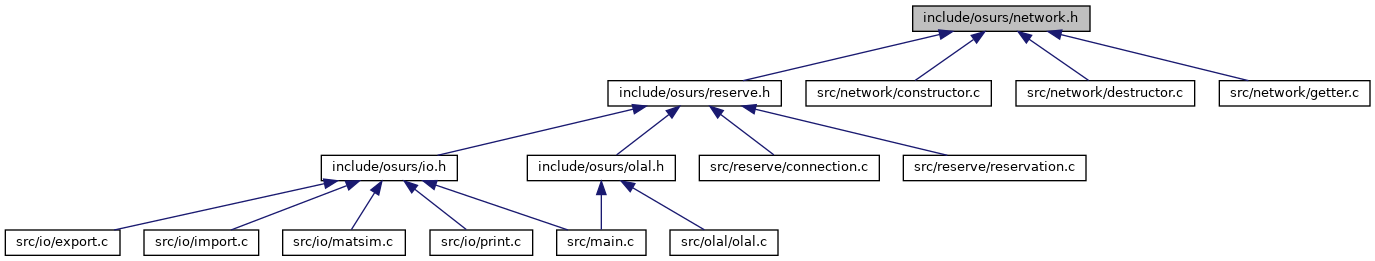 include/osurs/network.h
include/osurs/reserve.h
src/network/constructor.c
src/network/destructor.c
src/network/getter.c
include/osurs/io.h
include/osurs/olal.h
src/reserve/connection.c
src/reserve/reservation.c
src/io/export.c
src/io/import.c
src/io/matsim.c
src/io/print.c
src/main.c
src/olal/olal.c